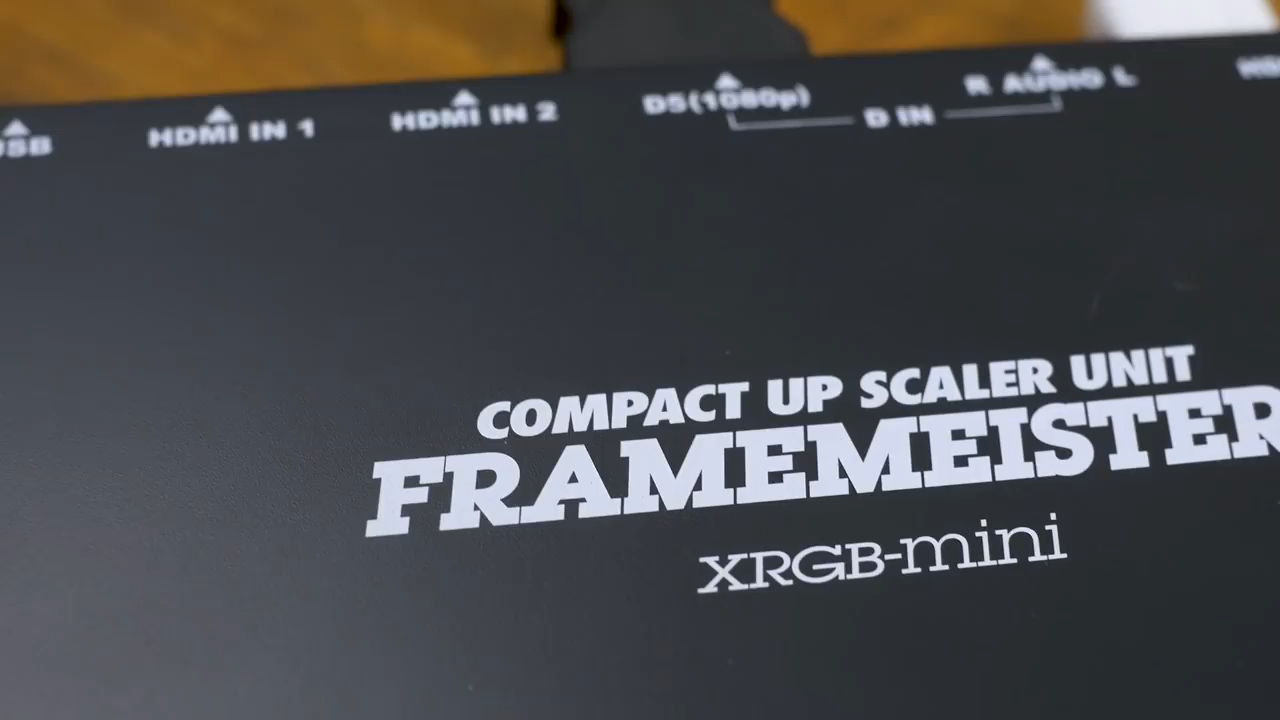 USB HDMI IN 1 HDMI IN 2 D5(1080p) R AUDIO L
D IN
COMPACT UP SCALER UNIT
FRAMEMEISTER
XRGB-mini